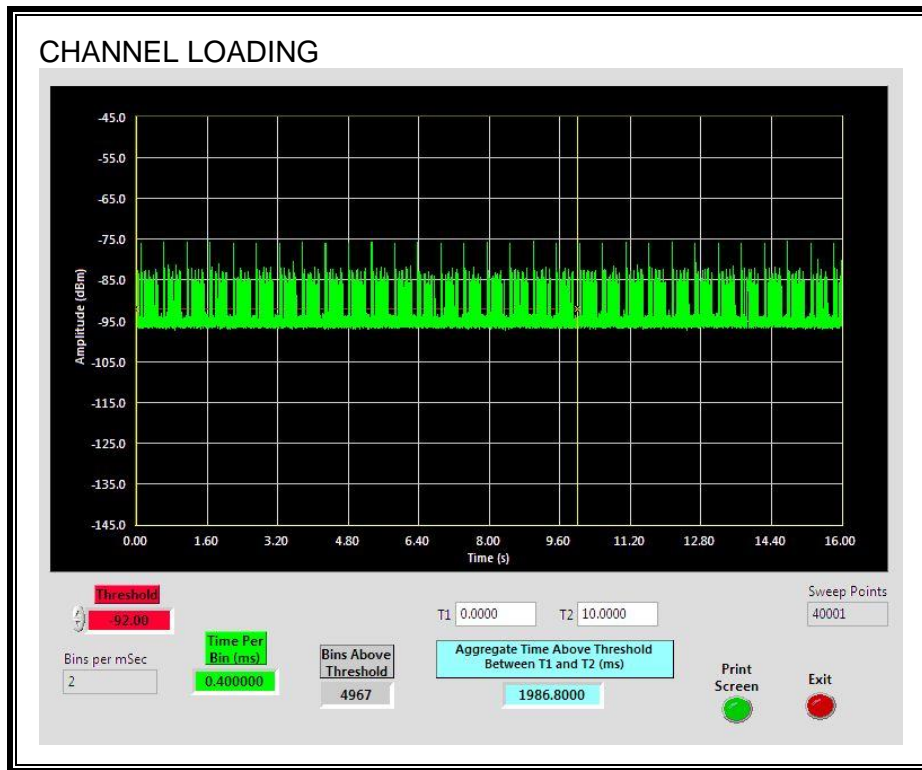 CHANNEL LOADING
-45.0
-55.0
-65.0
-75.0
-85.0
-95.0
-105.0
-115.0
-125.0
-135.0
-145.0
Amplitude (dBm)
0.00 1.60 3.20 4.80 6.40 8.00 9.60 11.20 12.80 14.40 16.00
Time (s)
Threshold
-92.00
Bins per mSec
2
Time Per
Bin (ms)
0.400000
Bins Above
Threshold
4967
T1 0.0000 T2 10.0000
Aggregate Time Above Threshold
Between T1 and T2 (ms)
1986.8000
Sweep Points
40001
Print
Screen
Exit